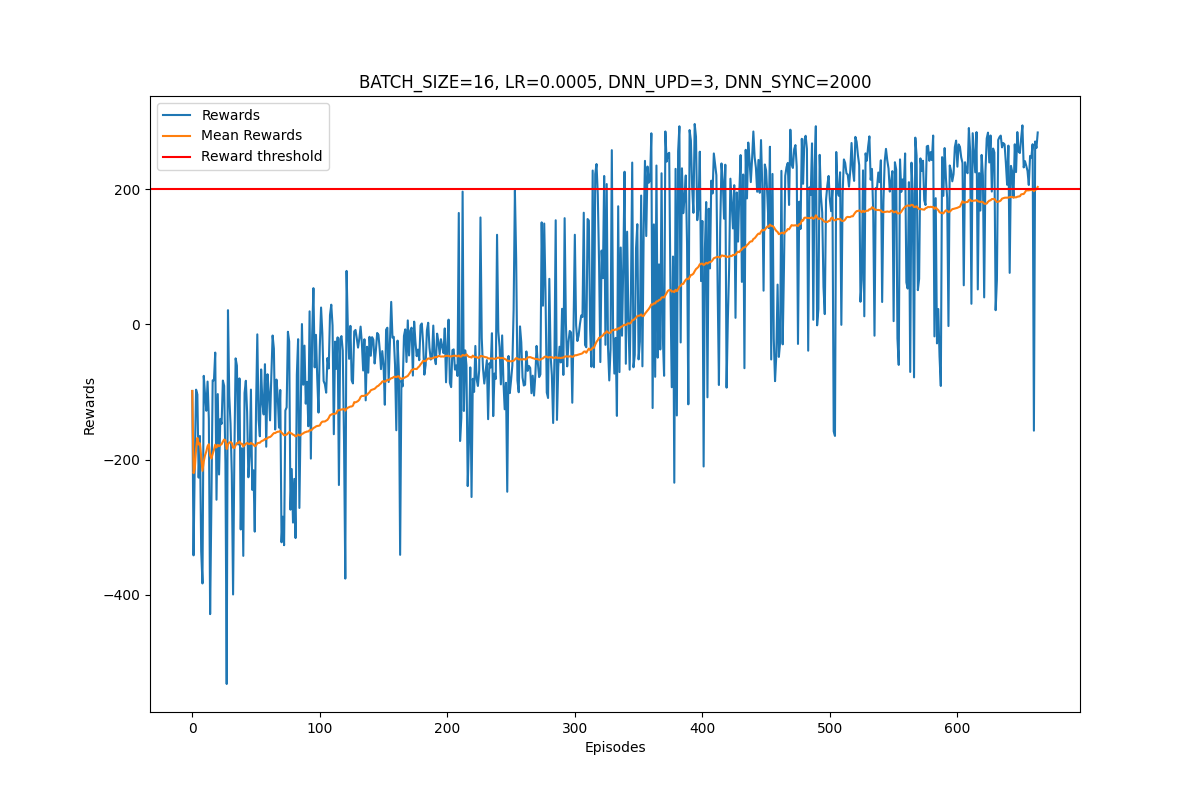 BATCH_SIZE=16, LR=0.0005, DNN_UPD=3, DNN_SYNC=2000
Rewards
Mean Rewards
Reward threshold
200
0
−200
−400
Rewards
0 100 200 300 400 500 600
Episodes